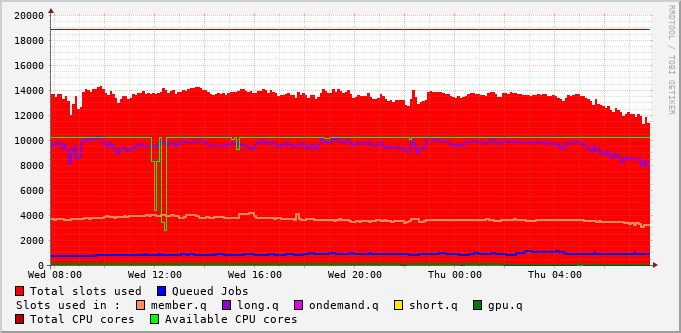 20000
18000
16000
14000
12000
10000
8000
6000
4000
2000
0
Wed 08:00 Wed 12:00 Wed 16:00 Wed 20:00 Thu 00:00 Thu 04:00
RRDTOOL / TOBI OETIKER
Total slots used Queued Jobs
Slots used in : member.q long.q ondemand.q short.q gpu.q
Total CPU cores Available CPU cores